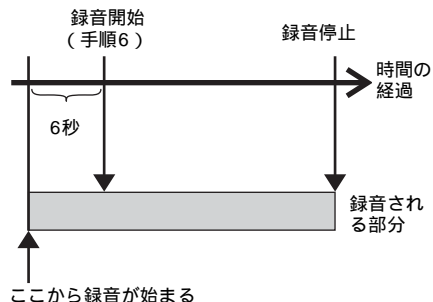 録音開始
（手順6）
録音停止
時間の
経過
6秒
録音され
る部分
ここから録音が始まる